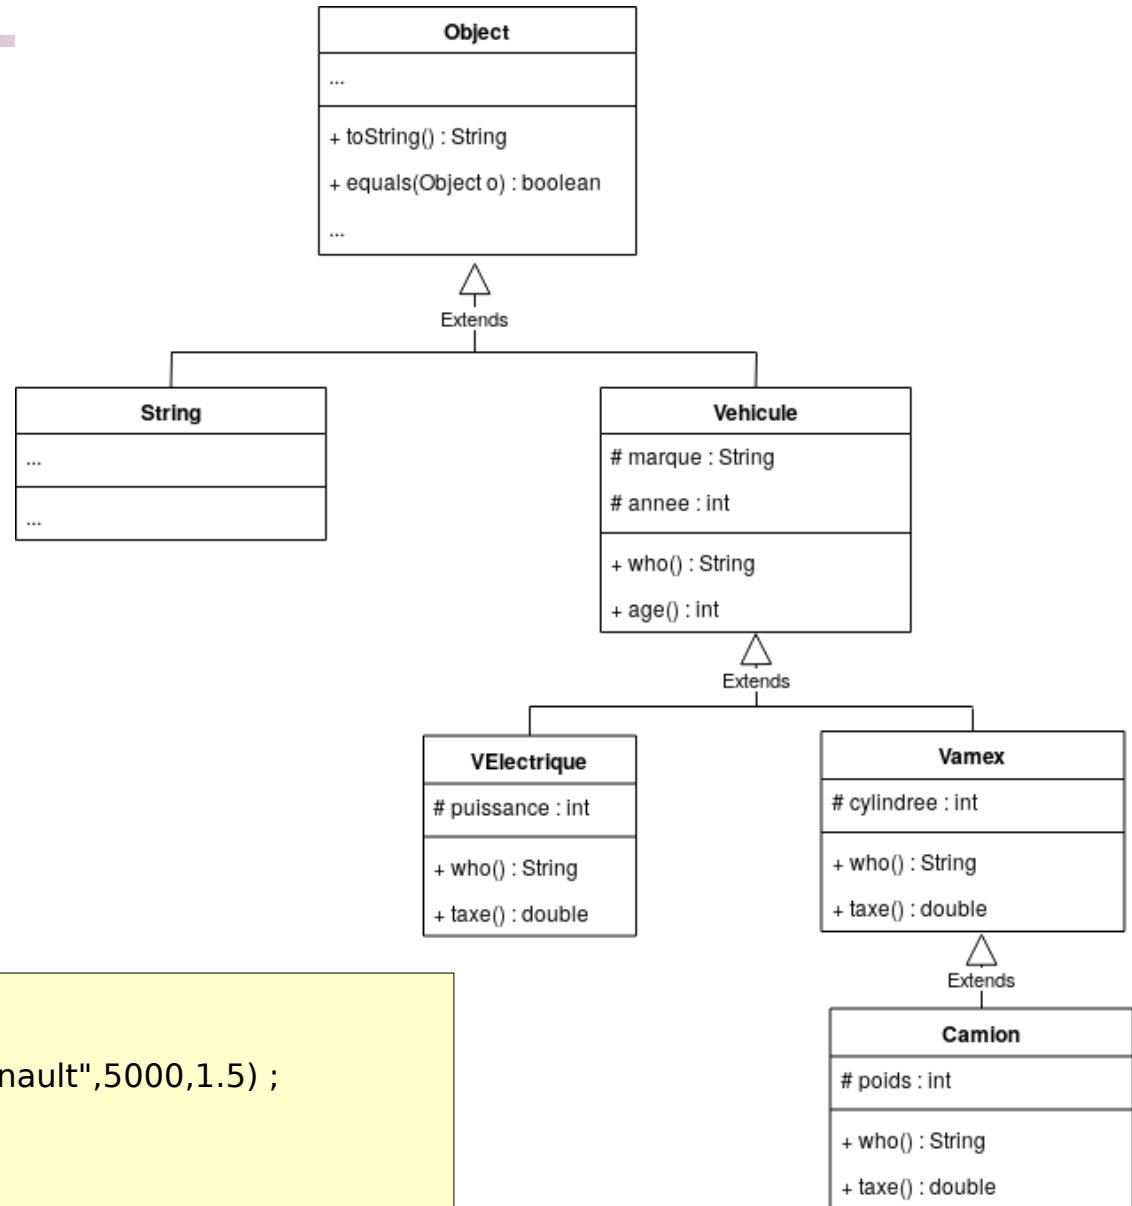 Object
...
+ toString() : String
+ equals(Object o) : boolean
...
Extends
String
...
...
Vehicule
# marque : String
# annee : int
+ who() : String
+ age() : int
Extends
VElectrique
# puissance : int
+ who() : String
+ taxe() : double
Vamex
# cylindree : int
+ who() : String
+ taxe() : double
Extends
Camion
# poids : int
+ who() : String
+ taxe() : double
nault",5000,1.5) ;